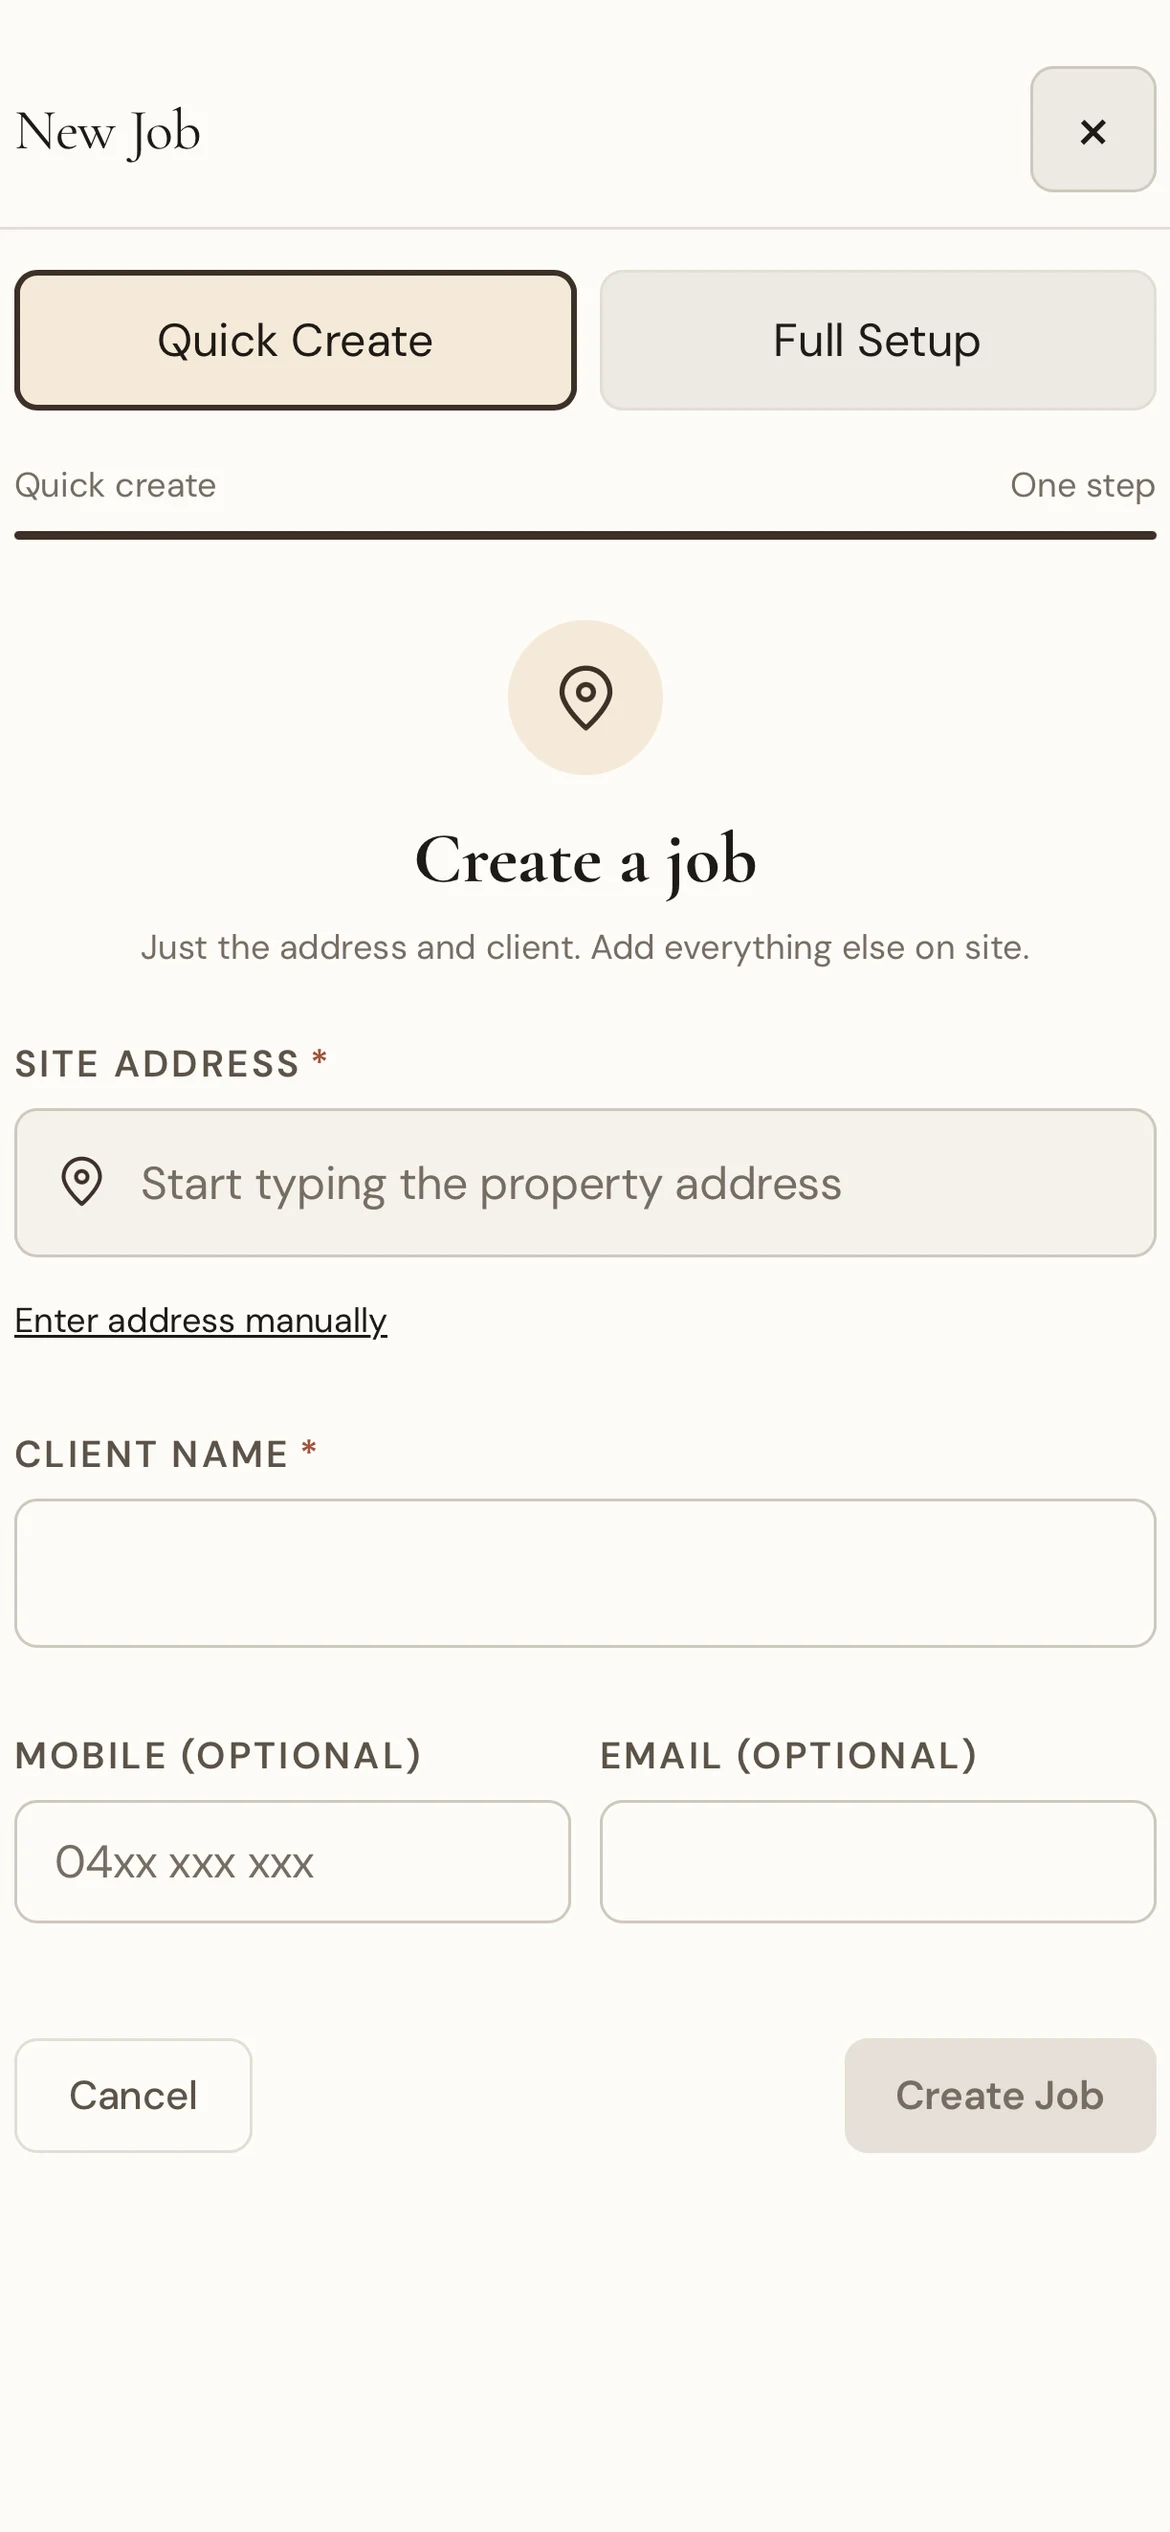 New Job
×
Quick Create
Full Setup
Quick create
One step
Create a job
Just the address and client. Add everything else on site.
SITE ADDRESS *
Start typing the property address
Enter address manually
CLIENT NAME *
MOBILE (OPTIONAL)
EMAIL (OPTIONAL)
04xx xxx xxx
Cancel
Create Job